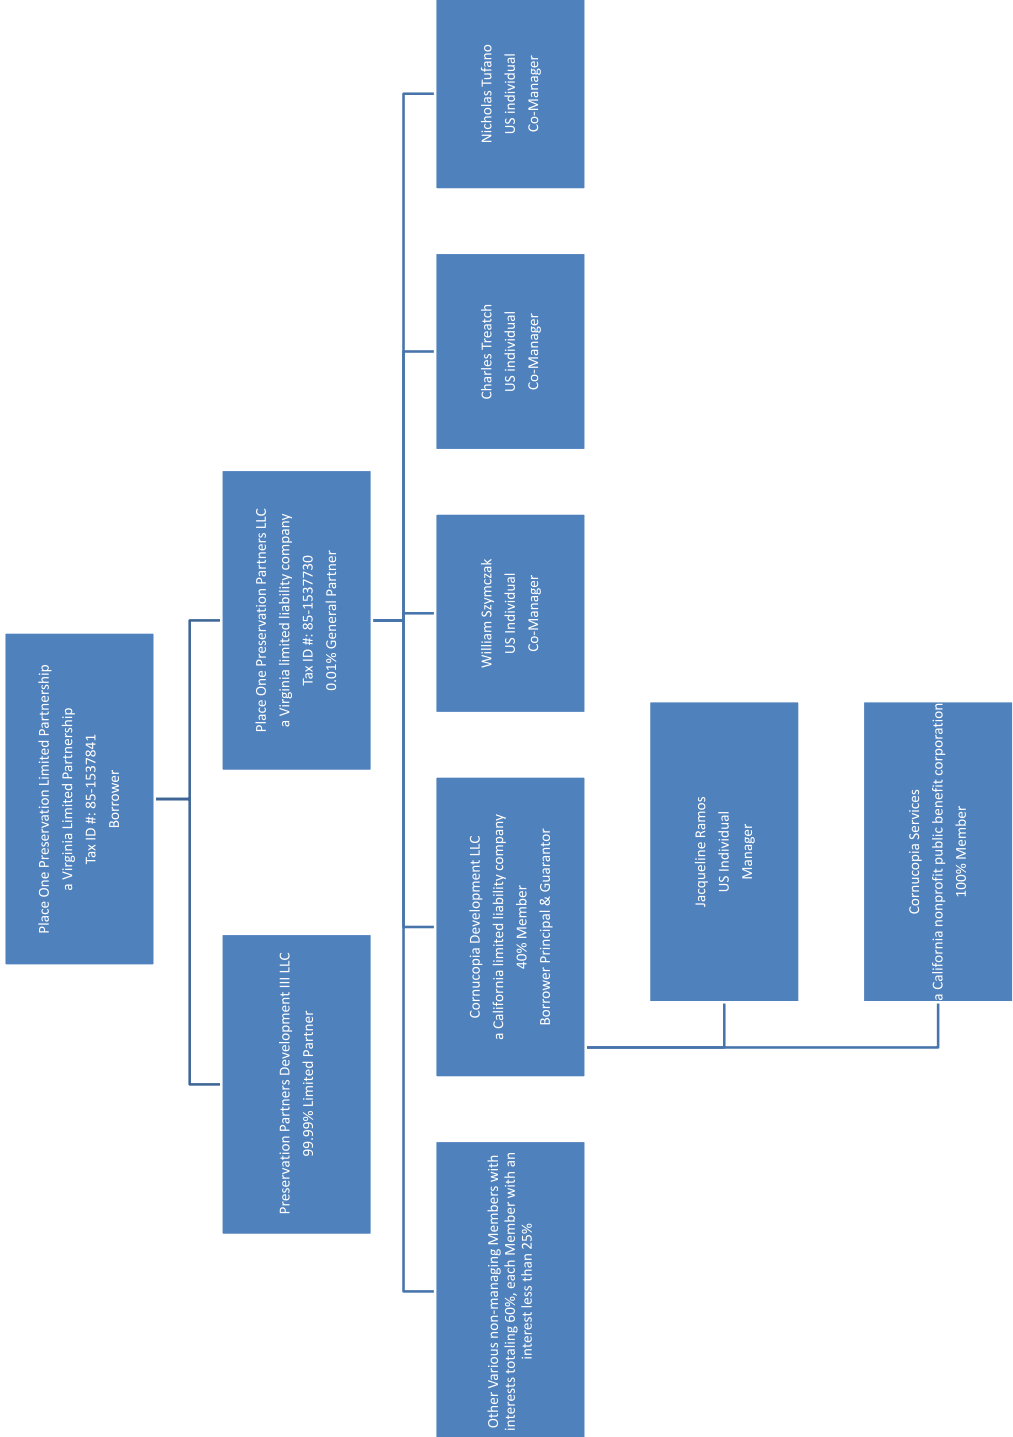 Place One Preservation Limited Partnership
a Virginia Limited Partnership
Tax ID #: 85-1537841
Borrower
Preservation Partners Development III LLC
99.99% Limited Partner
Place One Preservation Partners LLC
a Virginia limited liability company
Tax ID #: 85-1537730
0.01% General Partner
Other Various non-managing Members with
interests totaling 60%, each Member with an
interest less than 25%
Cornucopia Development LLC
a California limited liability company
40% Member
Borrower Principal & Guarantor
William Szymczak
US Individual
Co-Manager
Charles Treatch
US individual
Co-Manager
Nicholas Tufano
US individual
Co-Manager
Jacqueline Ramos
US Individual
Manager
Cornucopia Services
a California nonprofit public benefit corporation
100% Member